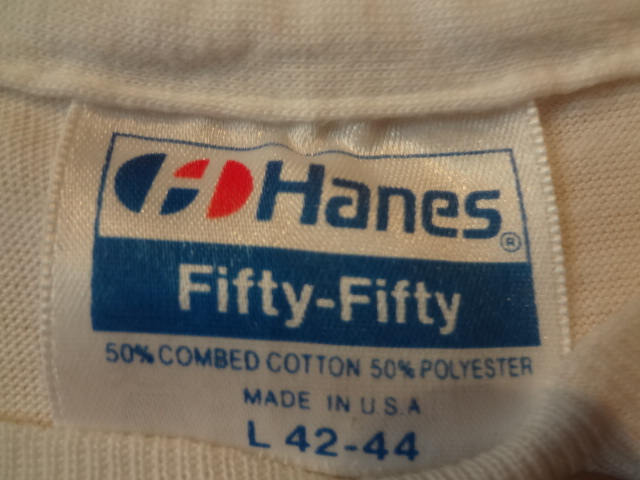 Hanes®
Fifty-Fifty
50% COMBED COTTON 50% POLYESTER
MADE IN U.S.A
L 42-44